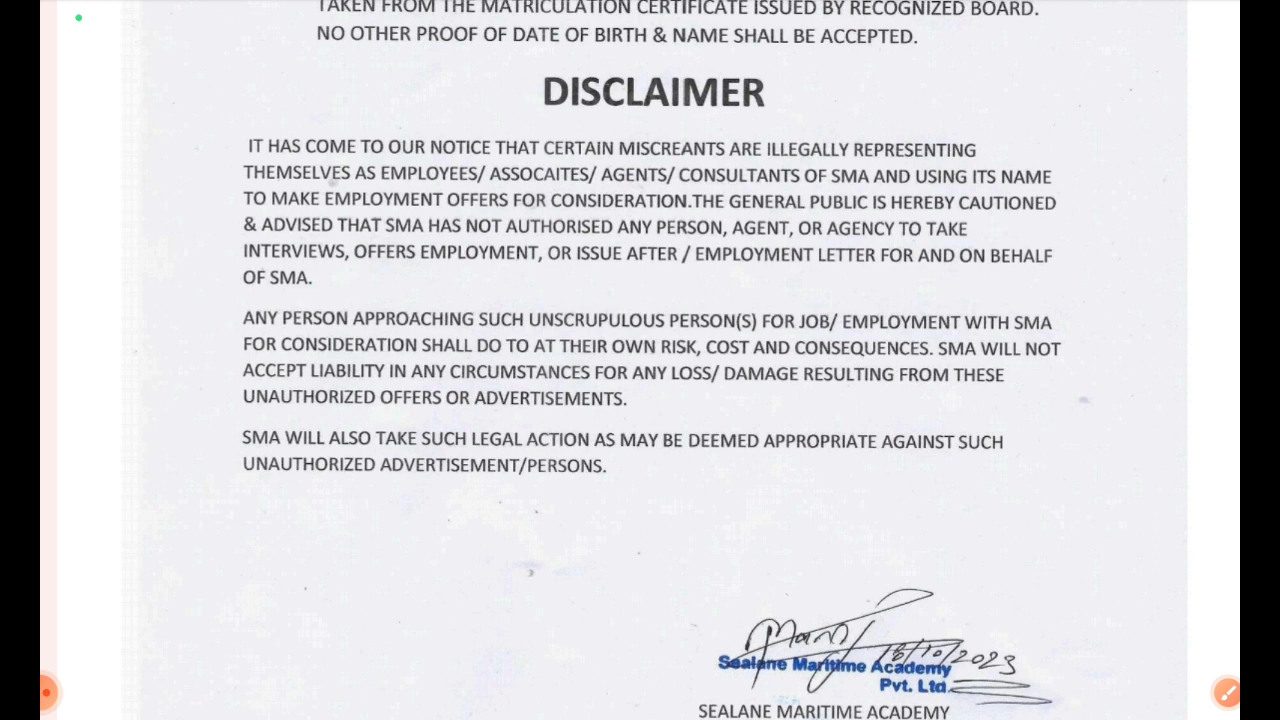 TAKEN FROM THE MATRICULATION CERTIFICATE ISSUED BY RECOGNIZED BOARD.
NO OTHER PROOF OF DATE OF BIRTH & NAME SHALL BE ACCEPTED.
DISCLAIMER
IT HAS COME TO OUR NOTICE THAT CERTAIN MISCREANTS ARE ILLEGALLY REPRESENTING
THEMSELVES AS EMPLOYEES/ ASSOCAITES/ AGENTS/ CONSULTANTS OF SMA AND USING ITS NAME
TO MAKE EMPLOYMENT OFFERS FOR CONSIDERATION.THE GENERAL PUBLIC IS HEREBY CAUTIONED
& ADVISED THAT SMA HAS NOT AUTHORISED ANY PERSON, AGENT, OR AGENCY TO TAKE
INTERVIEWS, OFFERS EMPLOYMENT, OR ISSUE AFTER / EMPLOYMENT LETTER FOR AND ON BEHALF
OF SMA.
ANY PERSON APPROACHING SUCH UNSCRUPULOUS PERSON(S) FOR JOB/ EMPLOYMENT WITH SMA
FOR CONSIDERATION SHALL DO TO AT THEIR OWN RISK, COST AND CONSEQUENCES. SMA WILL NOT
ACCEPT LIABILITY IN ANY CIRCUMSTANCES FOR ANY LOSS/ DAMAGE RESULTING FROM THESE
UNAUTHORIZED OFFERS OR ADVERTISEMENTS.
SMA WILL ALSO TAKE SUCH LEGAL ACTION AS MAY BE DEEMED APPROPRIATE AGAINST SUCH
UNAUTHORIZED ADVERTISEMENT/PERSONS.
Sealane Maritime Academy
Pvt. Ltd.
SEALANE MARITIME ACADEMY